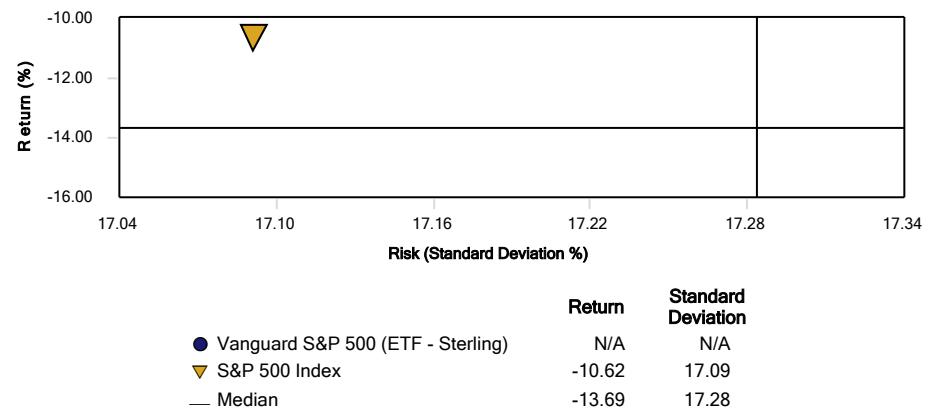 -10.00
-12.00
-14.00
-16.00
Return (%)
17.04 17.10 17.16 17.22 17.28 17.34
Risk (Standard Deviation %)
Return Standard Deviation
Vanguard S&P 500 (ETF - Sterling) N/A N/A
S&P 500 Index -10.62 17.09
Median -13.69 17.28